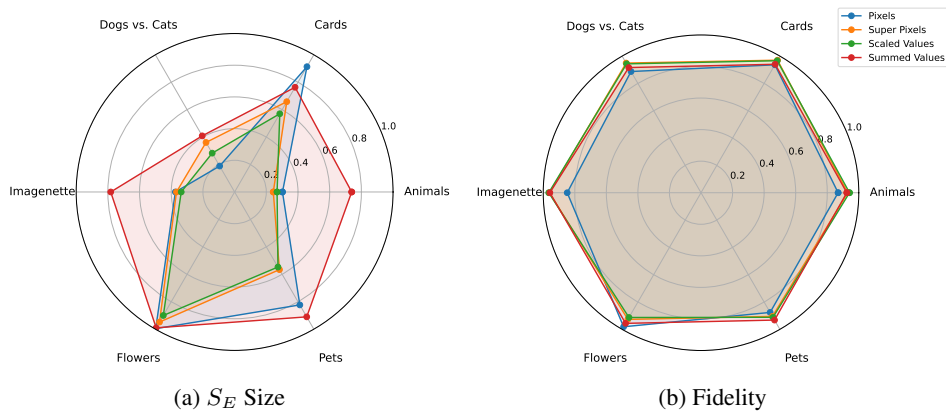 Dogs vs. Cats
Cards
Imagenette
Animals
Flowers
Pets
0.2
0.4
0.6
0.8
1.0
(a) S_E Size
Dogs vs. Cats
Cards
Imagenette
Animals
Flowers
Pets
0.2
0.4
0.6
0.8
1.0
Pixels
Super Pixels
Scaled Values
Summed Values
(b) Fidelity